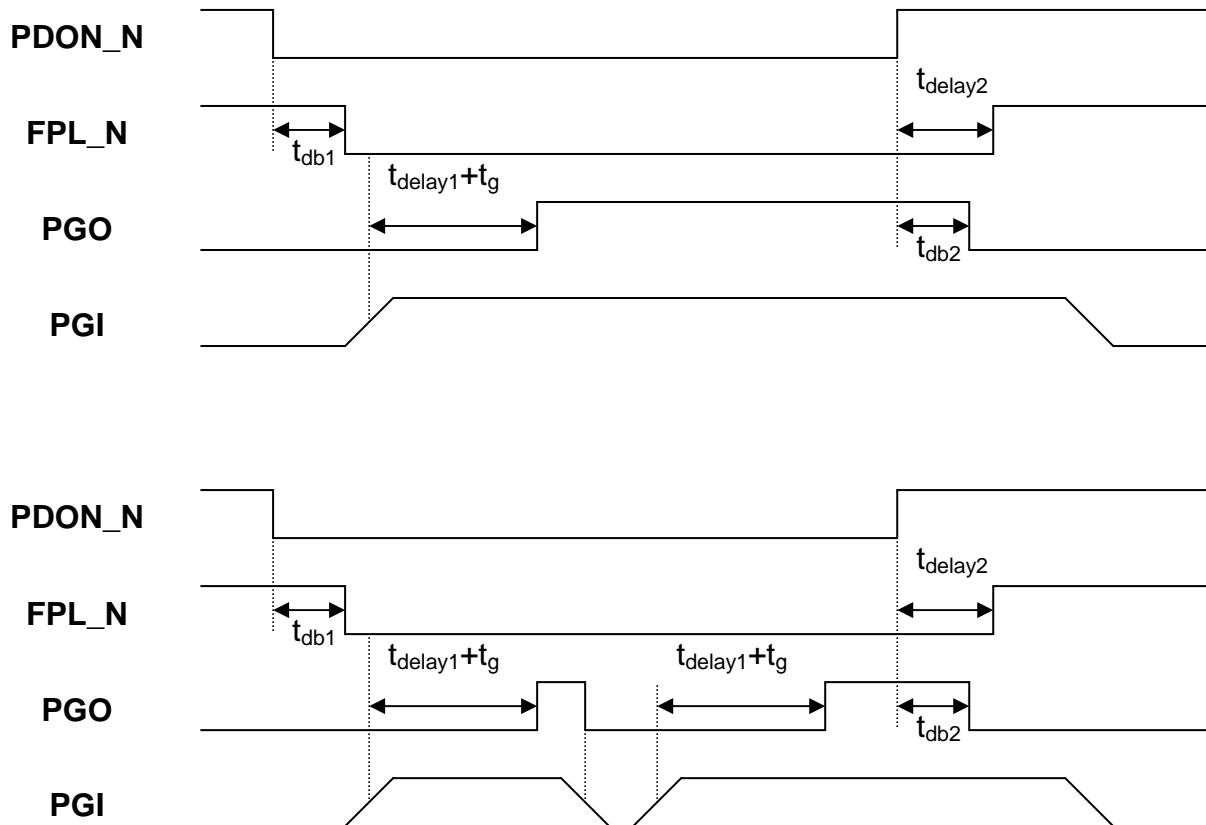 PDON_N
tdelay2
FPL_N
tdb1
tdelay1+tg
PGO
tdb2
PGI
PDON_N
tdelay2
FPL_N
tdb1
tdelay1+tg tdelay1+tg
PGO
tdb2
PGI